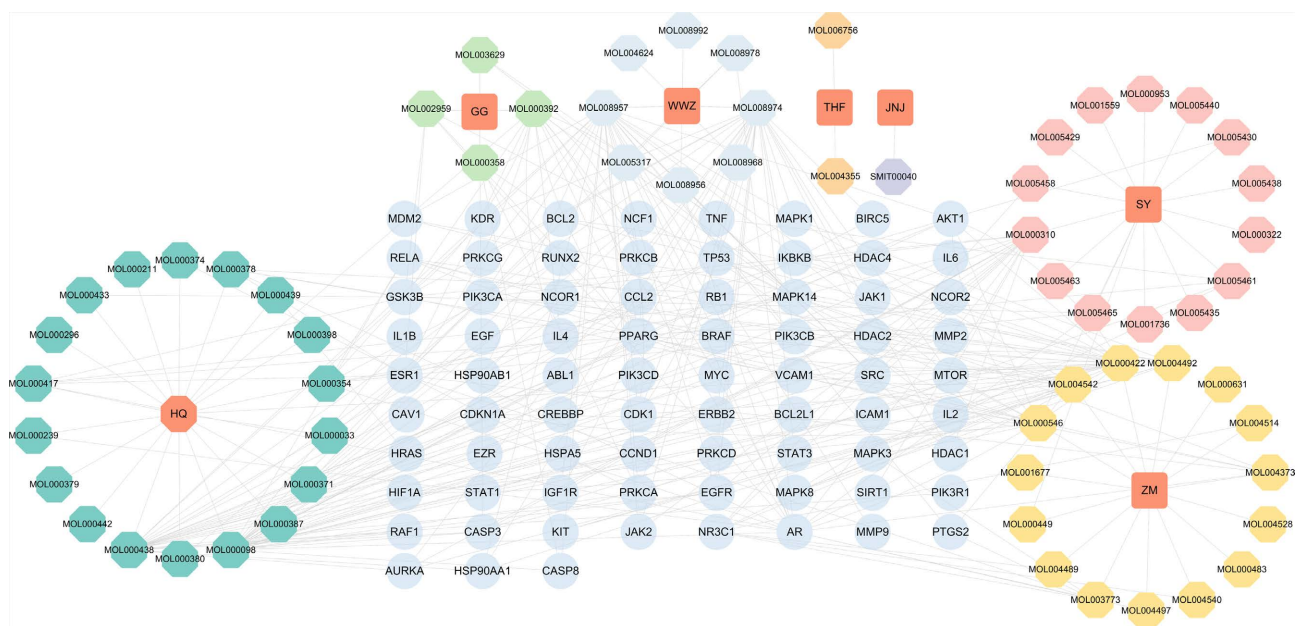 MOL003629
MOL002959
GG
MOL000392
MOL000358
MOL008992
MOL004624
MOL008978
MOL008957
WWZ
MOL008974
MOL005317
MOL008968
MOL008956
MOL006756
THF
JNJ
MOL004355
SMIT00040
MOL000953
MOL001559
MOL005440
MOL005429
MOL005430
MOL005458
MOL005438
SY
MOL000310
MOL000322
MOL005463
MOL005461
MOL005465
MOL005435
MOL001736
MOL000374
MOL000211
MOL000378
MOL000433
MOL000439
MOL000296
MOL000398
MOL000417
MOL000354
HQ
MOL000239
MOL000033
MOL000379
MOL000371
MOL000442
MOL000387
MOL000438
MOL000098
MOL000380
MDM2 KDR BCL2 NCF1 TNF MAPK1 BIRC5 AKT1
RELA PRKCG RUNX2 PRKCB TP53 IKBKB HDAC4 IL6
GSK3B PIK3CA NCOR1 CCL2 RB1 MAPK14 JAK1 NCOR2
IL1B EGF IL4 PPARG BRAF PIK3CB HDAC2 MMP2
ESR1 HSP90AB1 ABL1 PIK3CD MYC VCAM1 SRC MTOR
CAV1 CDKN1A CREBBP CDK1 ERBB2 BCL2L1 ICAM1 IL2
HRAS EZR HSPA5 CCND1 PRKCD STAT3 MAPK3 HDAC1
HIF1A STAT1 IGF1R PRKCA EGFR MAPK8 SIRT1 PIK3R1
RAF1 CASP3 KIT JAK2 NR3C1 AR MMP9 PTGS2
AURKA HSP90AA1 CASP8
MOL000422
MOL004492
MOL004542
MOL000631
MOL000546
MOL004514
MOL001677
MOL004373
ZM
MOL000449
MOL004528
MOL004489
MOL000483
MOL003773
MOL004540
MOL004497